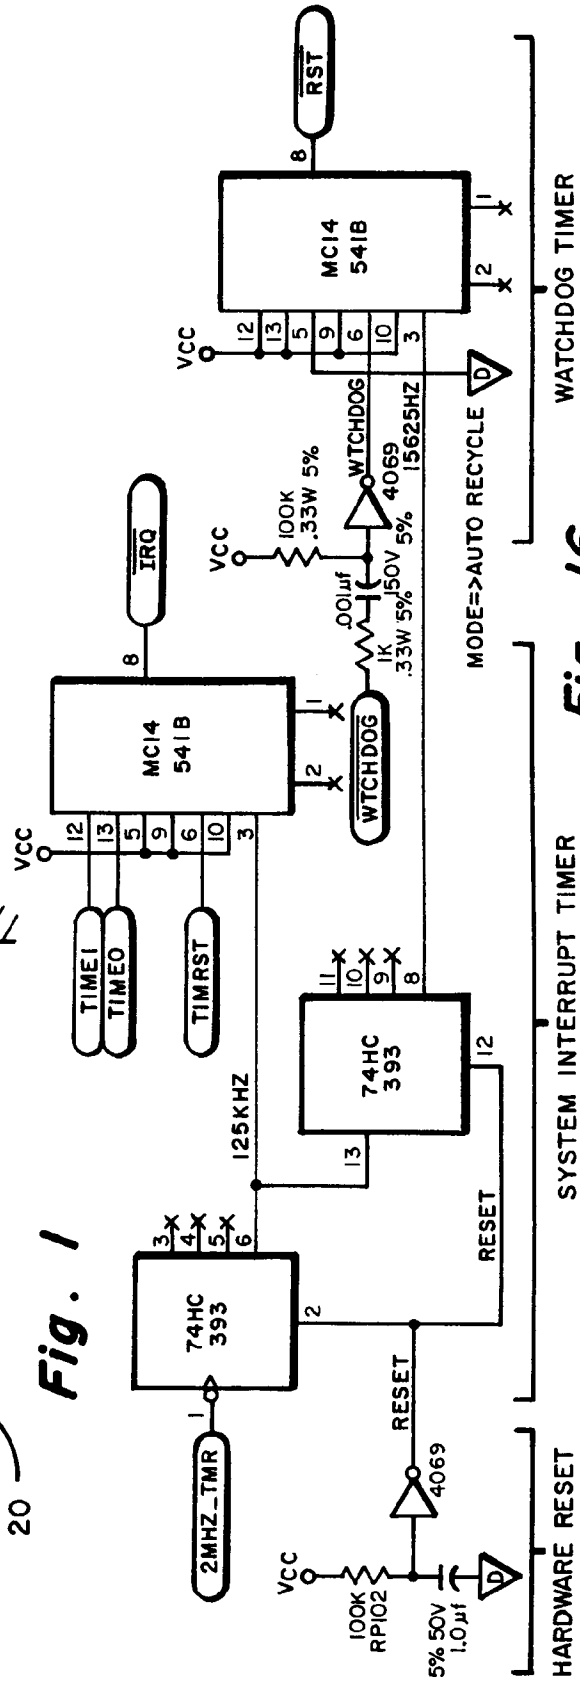 20
Fig. 1
HARDWARE RESET
VCC
100K
RP102
5% 50V
1.0µf
D
4069
RESET
RESET
2MHZ_TMR
1
74HC
393
2
3
4
5
6
125KHZ
13
74HC
393
12
11
10
9
8
SYSTEM INTERRUPT TIMER
TIME1
TIME0
TIMRST
VCC
12
13
5
9
6
10
3
MC14
541B
2
1
8
IRQ
WTCHDOG
1K
.33W 5%
.001µf
150V 5%
VCC
100K
.33W 5%
4069
WTCHDOG
15625HZ
MODE=>AUTO RECYCLE
D
VCC
12
13
5
9
6
10
3
MC14
541B
2
1
8
RST
WATCHDOG TIMER